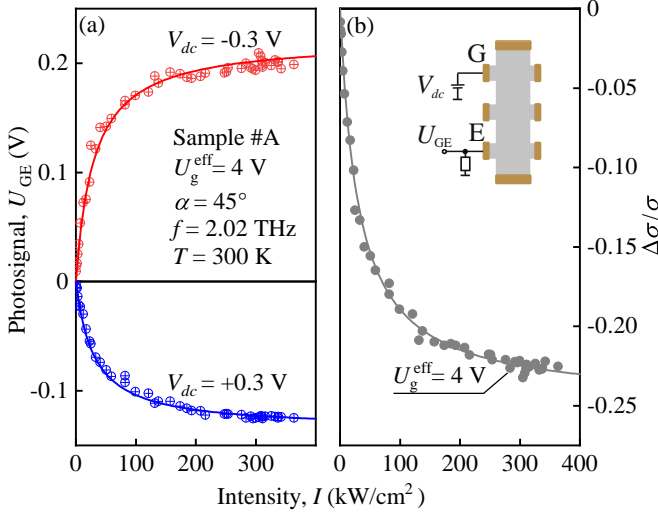 (a)
V_dc = -0.3 V
0.2
0.1
0
-0.1
Photosignal, U_GE (V)
Sample #A
U_g^eff = 4 V
α = 45°
f = 2.02 THz
T = 300 K
V_dc = +0.3 V
0 100 200 300
(b)
G
V_dc
U_GE
E
U_g^eff = 4 V
0
-0.05
-0.10
-0.15
-0.20
-0.25
Δσ/σ
0 100 200 300 400
Intensity, I (kW/cm²)